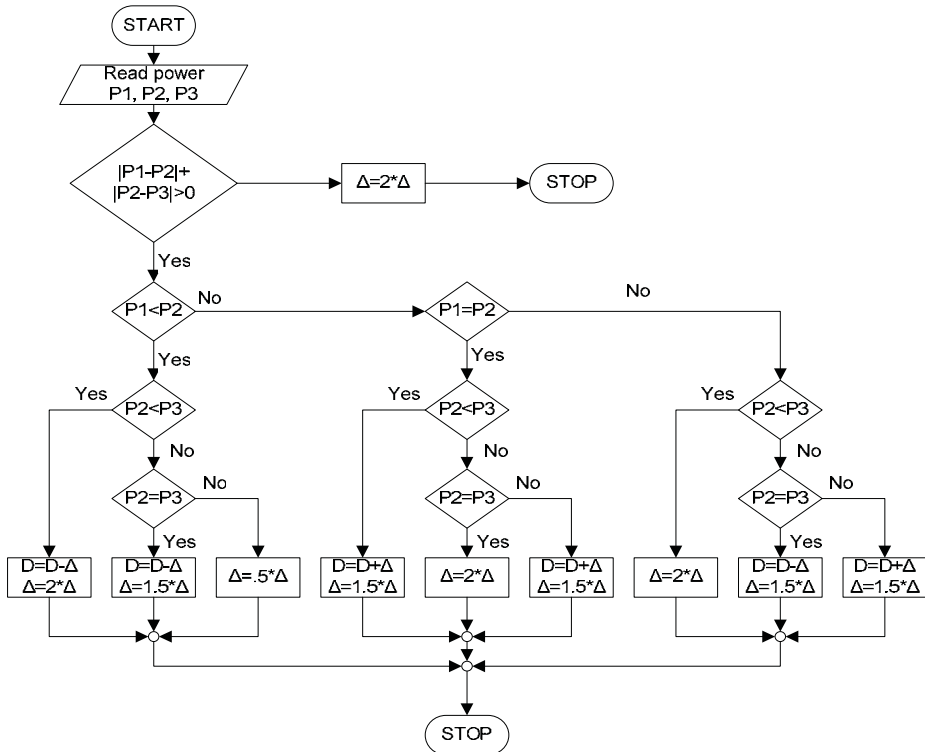 START
Read power
P1, P2, P3
|P1-P2|+
|P2-P3|>0
Δ=2*Δ
STOP
Yes
P1<P2
No
P1=P2
No
Yes
Yes
Yes
P2<P3
Yes
P2<P3
Yes
P2<P3
No
No
No
P2=P3
No
P2=P3
No
P2=P3
No
Yes
Yes
Yes
D=D-Δ
Δ=2*Δ
D=D-Δ
Δ=1.5*Δ
Δ=.5*Δ
D=D+Δ
Δ=1.5*Δ
Δ=2*Δ
D=D+Δ
Δ=1.5*Δ
Δ=2*Δ
D=D-Δ
Δ=1.5*Δ
D=D+Δ
Δ=1.5*Δ
STOP